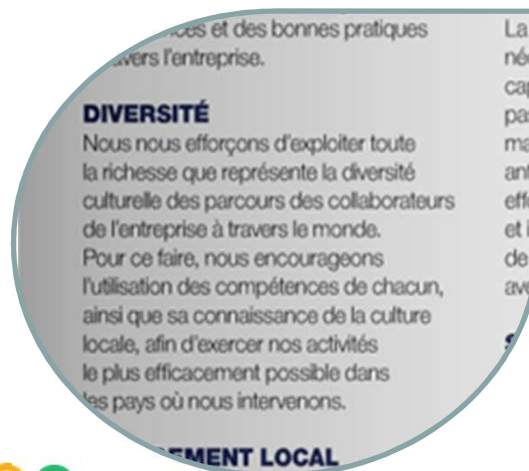 et des bonnes pratiques
l'entreprise.
DIVERSITÉ
Nous nous efforçons d'exploiter toute
la richesse que représente la diversité
culturelle des parcours des collaborateurs
de l'entreprise à travers le monde.
Pour ce faire, nous encourageons
l'utilisation des compétences de chacun,
ainsi que sa connaissance de la culture
locale, afin d'exercer nos activités
le plus efficacement possible dans
les pays où nous intervenons.
LOCAL
La
et
de